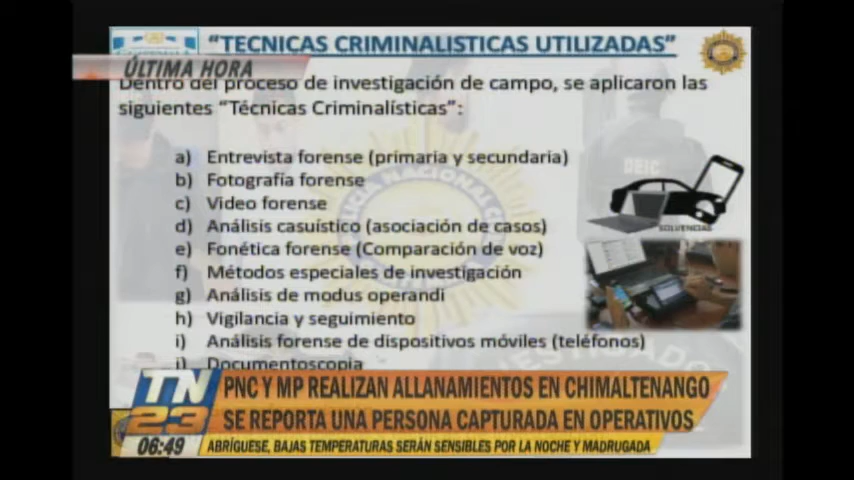 “TECNICAS CRIMINALISTICAS UTILIZADAS”
ÚLTIMA HORA
Dentro del proceso de investigación de campo, se aplicaron las
siguientes “Técnicas Criminalísticas”:
a) Entrevista forense (primaria y secundaria)
b) Fotografía forense
c) Video forense
d) Análisis casuístico (asociación de casos)
e) Fonética forense (Comparación de voz)
f) Métodos especiales de investigación
g) Análisis de modus operandi
h) Vigilancia y seguimiento
i) Análisis forense de dispositivos móviles (teléfonos)
j) Documentoscopia
DEIC
SOLVENCIAS
POLICIA NACIONAL
TN
23
06:49
PNC Y MP REALIZAN ALLANAMIENTOS EN CHIMALTENANGO
SE REPORTA UNA PERSONA CAPTURADA EN OPERATIVOS
ABRÍGUESE, BAJAS TEMPERATURAS SERÁN SENSIBLES POR LA NOCHE Y MADRUGADA